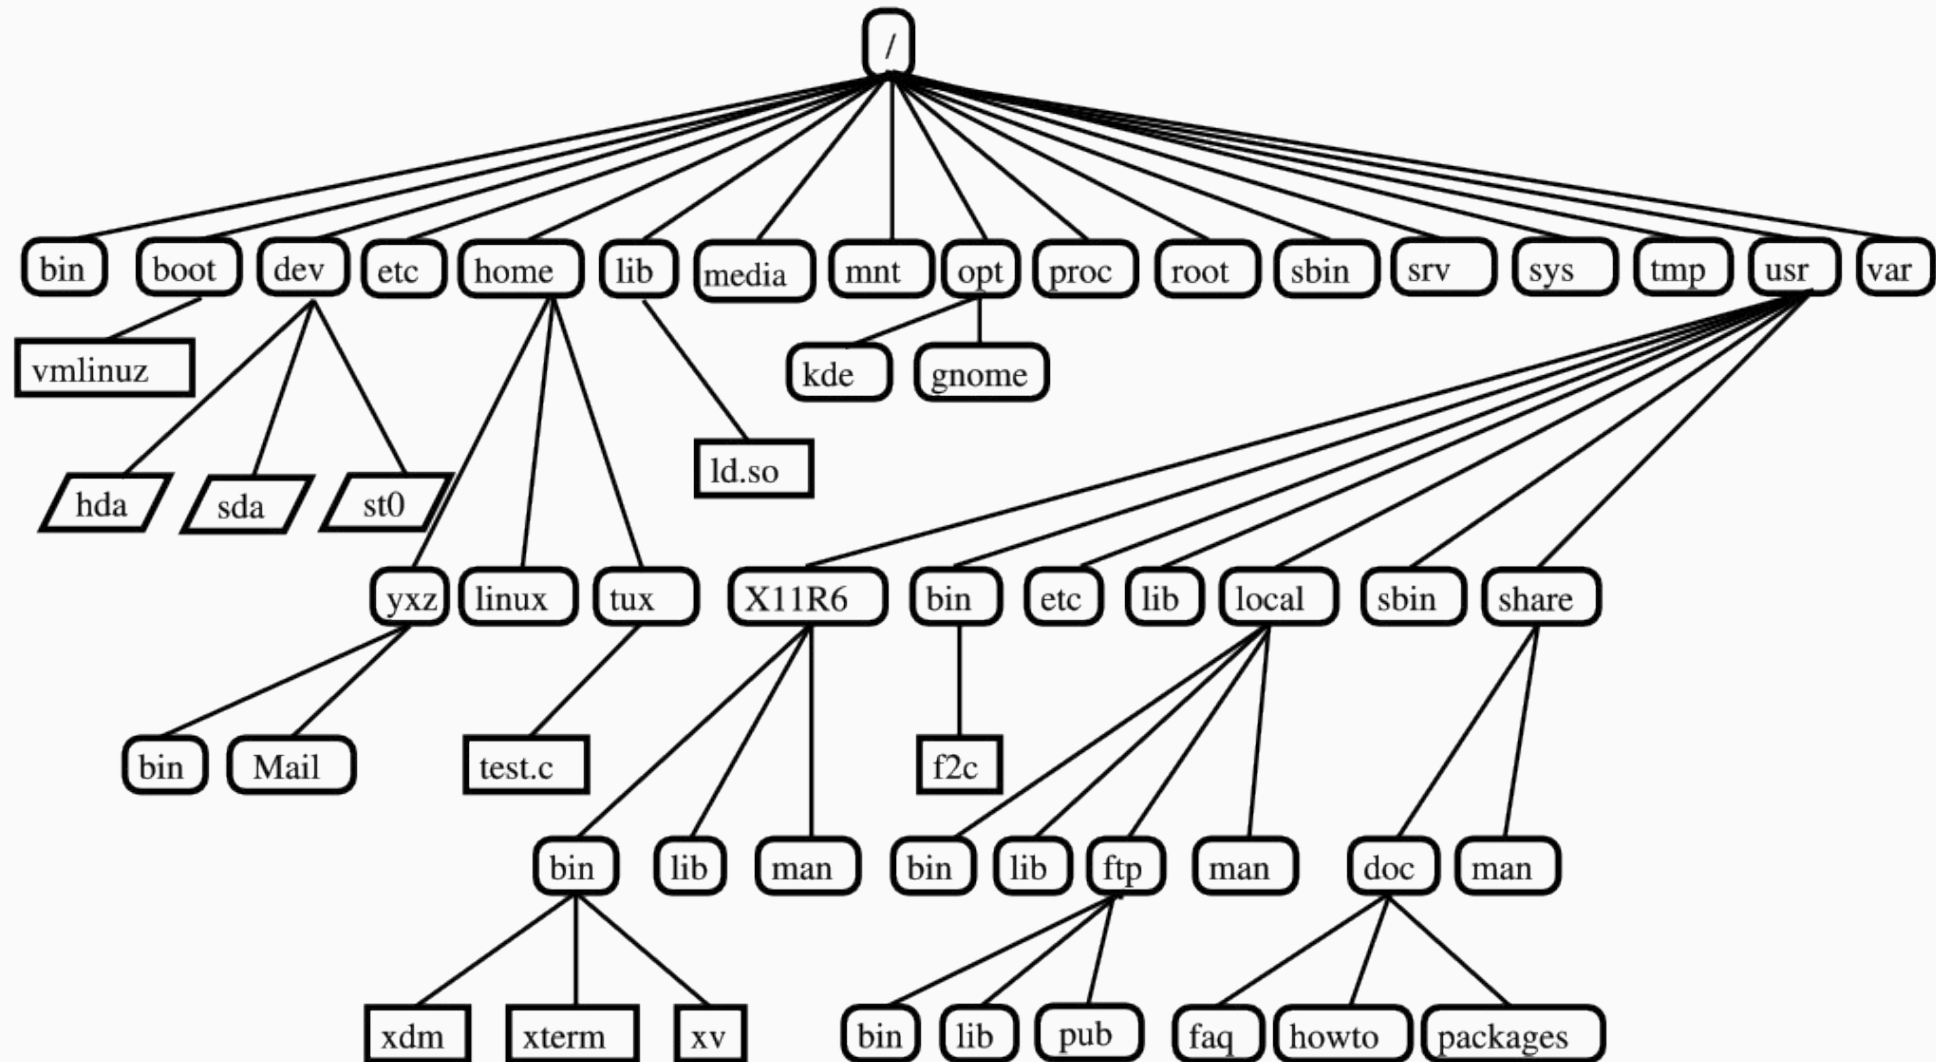 /
bin boot dev etc home lib media mnt opt proc root sbin srv sys tmp usr var
vmlinuz kde gnome
ld.so
hda sda st0
yxz linux tux X11R6 bin etc lib local sbin share
bin Mail test.c f2c
bin lib man bin lib ftp man doc man
xdm xterm xv bin lib pub faq howto packages